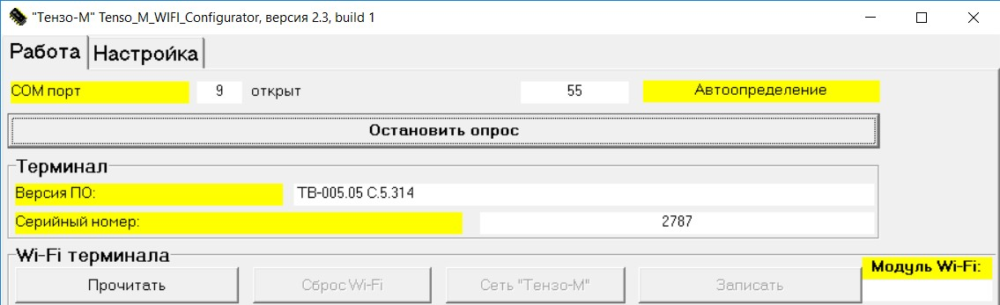 "Тензо-М" Tenso_M_WIFI_Configurator, версия 2.3, build 1
Работа Настройка
COM порт 9 открыт 55 Автоопределение
Остановить опрос
Терминал
Версия ПО: ТВ-005.05 С.5.314
Серийный номер: 2787
Wi-Fi терминала
Модуль Wi-Fi:
Прочитать Сброс Wi-Fi Сеть "Тензо-М" Записать